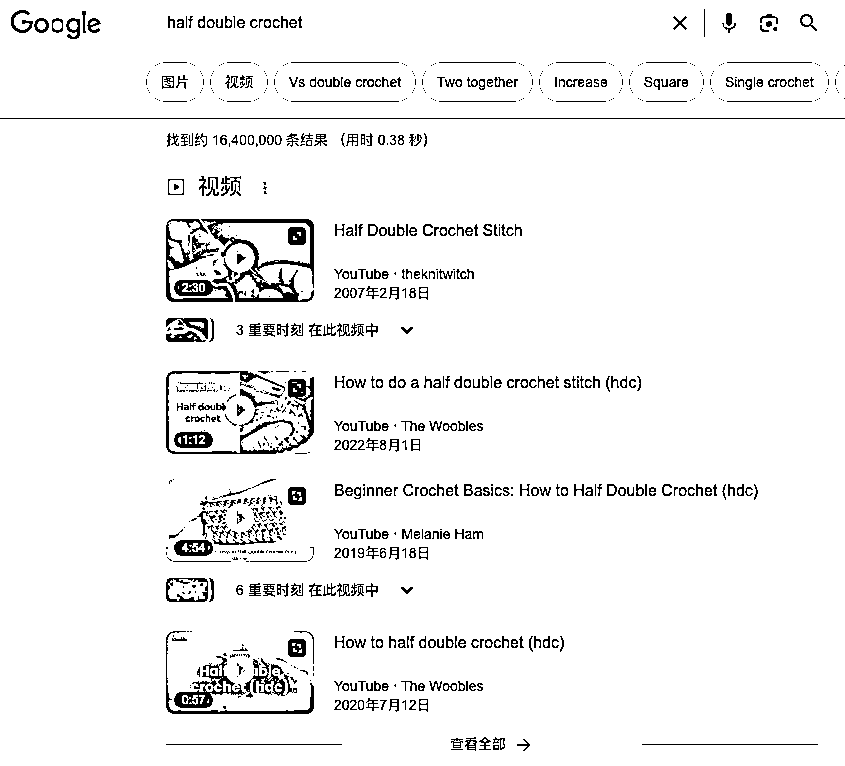 Google half double crochet
图片 视频 Vs double crochet Two together Increase Square Single crochet
找到约 16,400,000 条结果 （用时 0.38 秒）
视频
Half Double Crochet Stitch
YouTube · theknitwitch
2:30
2007年2月18日
3 重要时刻 在此视频中
How to do a half double crochet stitch (hdc)
Half double
crochet
YouTube · The Woobles
1:12
2022年8月1日
Beginner Crochet Basics: How to Half Double Crochet (hdc)
YouTube · Melanie Ham
4:54
2019年6月18日
6 重要时刻 在此视频中
How to half double crochet (hdc)
Half double
crochet (hdc)
YouTube · The Woobles
0:57
2020年7月12日
查看全部